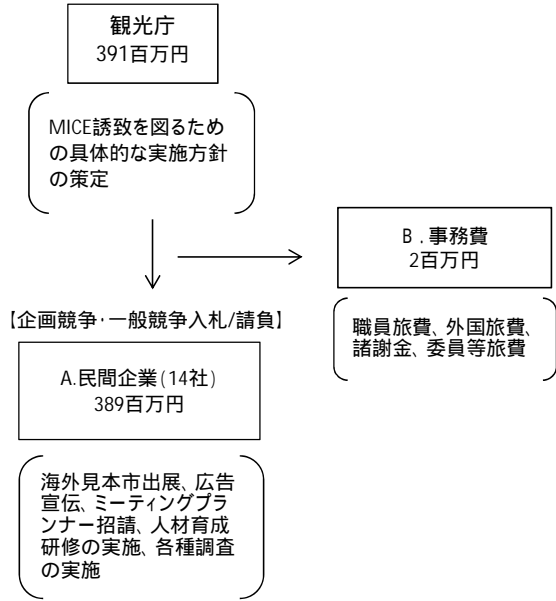 観光庁
391百万円
MICE誘致を図るため
の具体的な実施方針
の策定
B．事務費
2百万円
職員旅費、外国旅費、
諸謝金、委員等旅費
【企画競争・一般競争入札/請負】
A.民間企業(14社)
389百万円
海外見本市出展、広告
宣伝、ミーティングプラ
ンナー招請、人材育成
研修の実施、各種調査
の実施